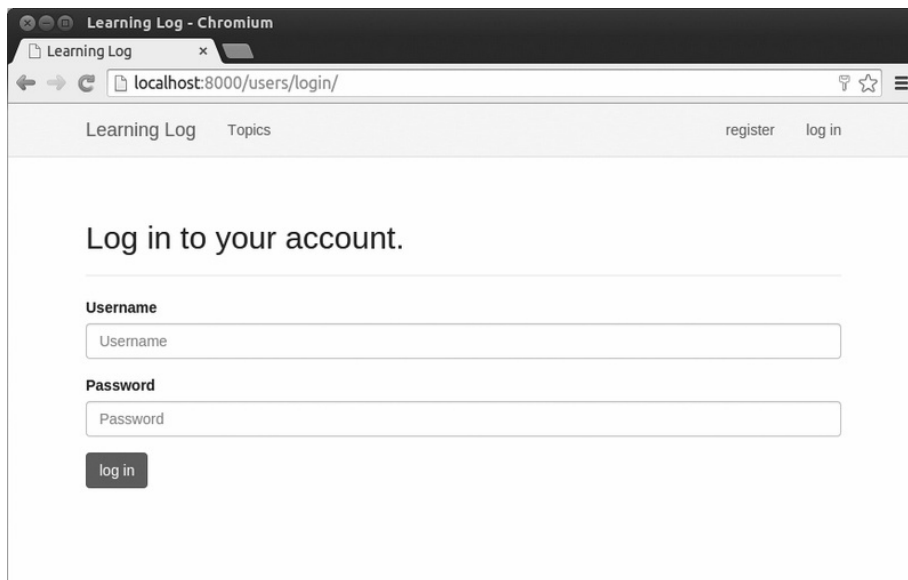 Learning Log - Chromium
Learning Log ×
localhost:8000/users/login/
Learning Log Topics register log in
Log in to your account.
Username
Username
Password
Password
log in